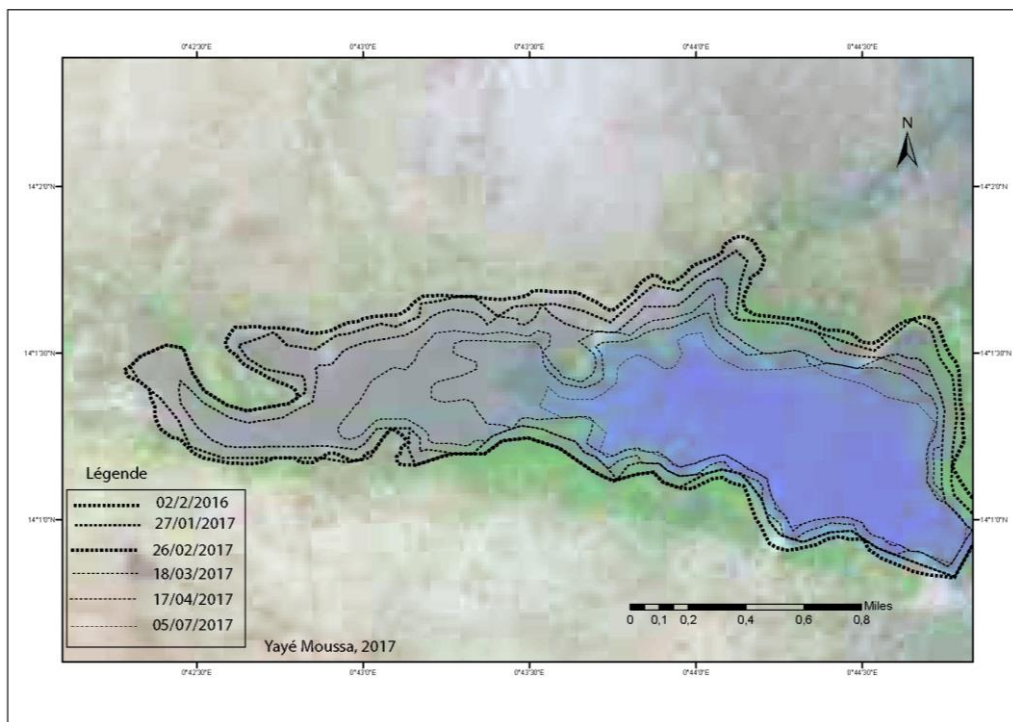 0°42'30"E 0°43'0"E 0°43'30"E 0°44'0"E 0°44'30"E
N
14°2'0"N 14°2'0"N
14°1'30"N 14°1'30"N
Légende
02/2/2016
27/01/2017
26/02/2017
18/03/2017
17/04/2017
05/07/2017
14°1'0"N 14°1'0"N
Miles
0 0,1 0,2 0,4 0,6 0,8
Yayé Moussa, 2017
0°42'30"E 0°43'0"E 0°43'30"E 0°44'0"E 0°44'30"E